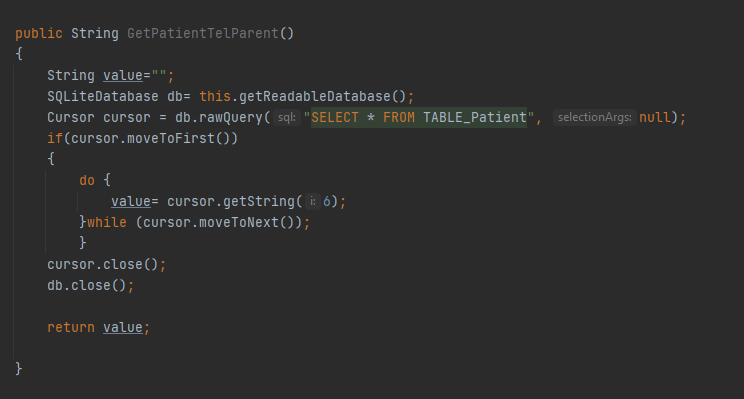 public String GetPatientTelParent()
{
String value="";
SQLiteDatabase db= this.getReadableDatabase();
Cursor cursor = db.rawQuery( sql: "SELECT * FROM TABLE_Patient", selectionArgs: null);
if(cursor.moveToFirst())
{
do {
value= cursor.getString( i: 6);
}while (cursor.moveToNext());
}
cursor.close();
db.close();
return value;
}